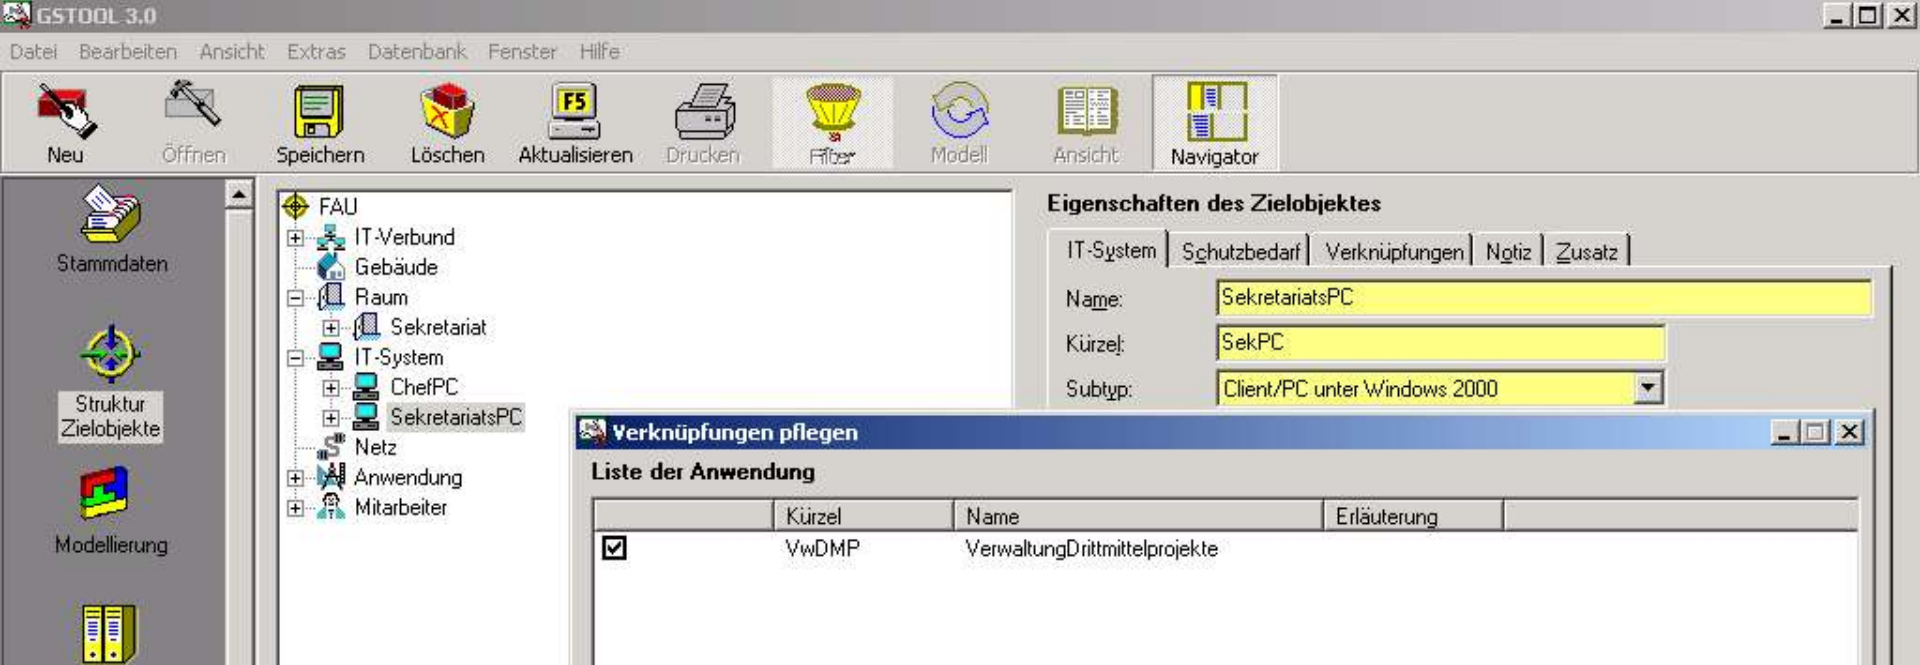 GSTOOL 3.0
Datei Bearbeiten Ansicht Extras Datenbank Fenster Hilfe
F5
Neu Öffnen Speichern Löschen Aktualisieren Drucken Filter Modell Ansicht Navigator
Stammdaten
Struktur
Zielobjekte
Modellierung
FAU
IT-Verbund
Gebäude
Raum
Sekretariat
IT-System
ChefPC
SekretariatsPC
Netz
Anwendung
Mitarbeiter
Eigenschaften des Zielobjektes
IT-System Schutzbedarf Verknüpfungen Notiz Zusatz
Name: SekretariatsPC
Kürzel: SekPC
Subtyp: Client/PC unter Windows 2000
Verknüpfungen pflegen
Liste der Anwendung
Kürzel Name Erläuterung
VwDMP VerwaltungDrittmittelprojekte